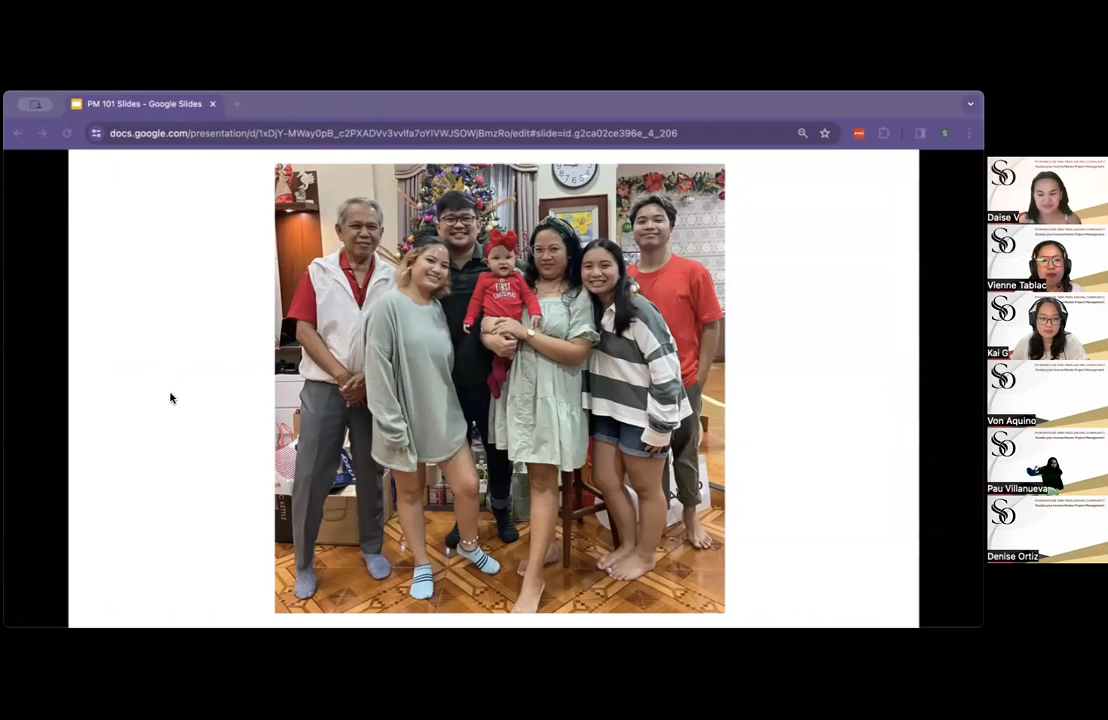 PM 101 Slides - Google Slides
docs.google.com/presentation/d/1xDjY-MWay0pB_c2PXADVv3vvlfa7oYIVWJSOWjBmzRo/edit#slide=id.g2ca02ce396e_4_206
S
FIRST
CHRISTMAS
Daise V
Vienne Tablac
Kai G
Von Aquino
Pau Villanueva
Denise Ortiz